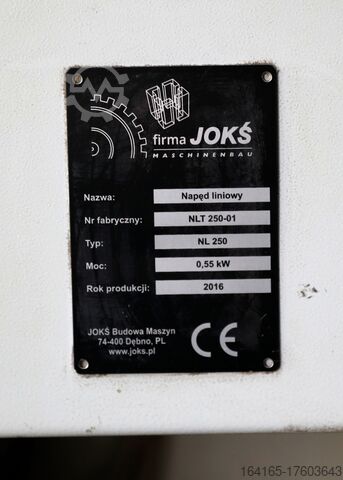 firma JOKŚ
MASCHINENBAU
Nazwa: Napęd liniowy
Nr fabryczny: NLT 250-01
Typ: NL 250
Moc: 0,55 kW
Rok produkcji: 2016
JOKŚ Budowa Maszyn
74-400 Dębno, PL
www.joks.pl
CE
164165-17603643